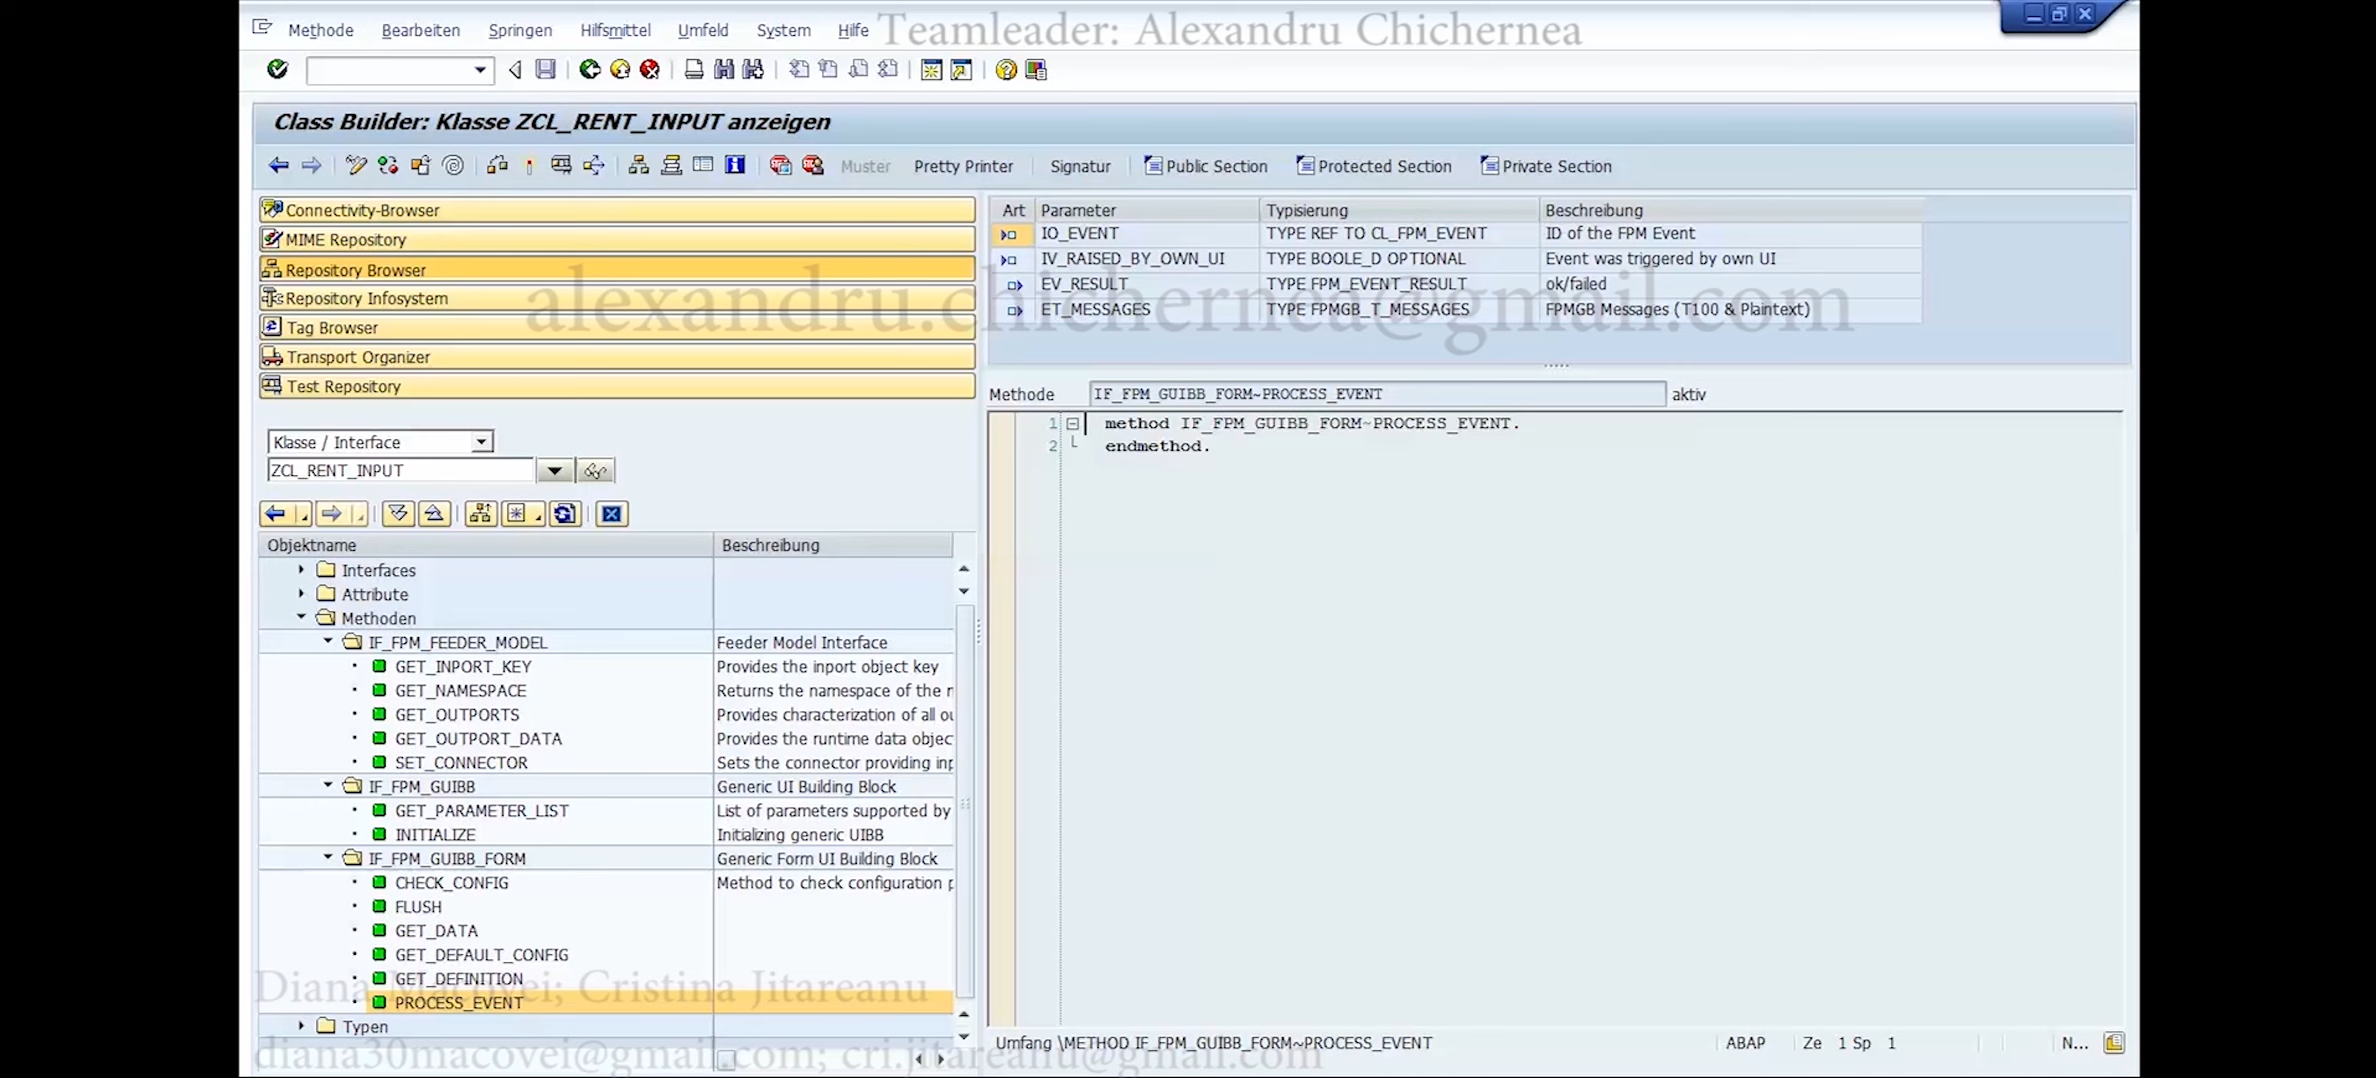 Methode Bearbeiten Springen Hilfsmittel Umfeld System Hilfe
Teamleader: Alexandru Chichernea
Class Builder: Klasse ZCL_RENT_INPUT anzeigen
Muster Pretty Printer Signatur Public Section Protected Section Private Section
Connectivity-Browser
MIME Repository
Repository Browser
Repository Infosystem
Tag Browser
Transport Organizer
Test Repository
alexandru.chichernea@gmail.com
Art Parameter Typisierung Beschreibung
IO_EVENT TYPE REF TO CL_FPM_EVENT ID of the FPM Event
IV_RAISED_BY_OWN_UI TYPE BOOLE_D OPTIONAL Event was triggered by own UI
EV_RESULT TYPE FPM_EVENT_RESULT ok/failed
ET_MESSAGES TYPE FPMGB_T_MESSAGES FPMGB Messages (T100 & Plaintext)
Methode IF_FPM_GUIBB_FORM~PROCESS_EVENT aktiv
1 method IF_FPM_GUIBB_FORM~PROCESS_EVENT.
2 endmethod.
Klasse / Interface
ZCL_RENT_INPUT
Objektname Beschreibung
Interfaces
Attribute
Methoden
IF_FPM_FEEDER_MODEL Feeder Model Interface
GET_INPORT_KEY Provides the inport object key
GET_NAMESPACE Returns the namespace of the r
GET_OUTPORTS Provides characterization of all ou
GET_OUTPORT_DATA Provides the runtime data objec
SET_CONNECTOR Sets the connector providing inp
IF_FPM_GUIBB Generic UI Building Block
GET_PARAMETER_LIST List of parameters supported by
INITIALIZE Initializing generic UIBB
IF_FPM_GUIBB_FORM Generic Form UI Building Block
CHECK_CONFIG Method to check configuration p
FLUSH
GET_DATA
GET_DEFAULT_CONFIG
GET_DEFINITION
PROCESS_EVENT
Typen
Diana Macovei; Cristina Jitareanu
diana30macovei@gmail.com; cri.jitareanu@gmail.com
Umfang \METHOD IF_FPM_GUIBB_FORM~PROCESS_EVENT ABAP Ze 1 Sp 1 N...